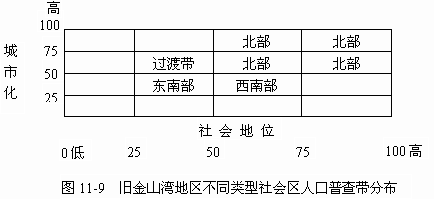 高
100
北部 北部
75
过渡带 北部 北部
50
东南部 西南部
25
城市化
社会地位
0低 25 50 75 100高
图 11-9 旧金山湾地区不同类型社会区人口普查带分布